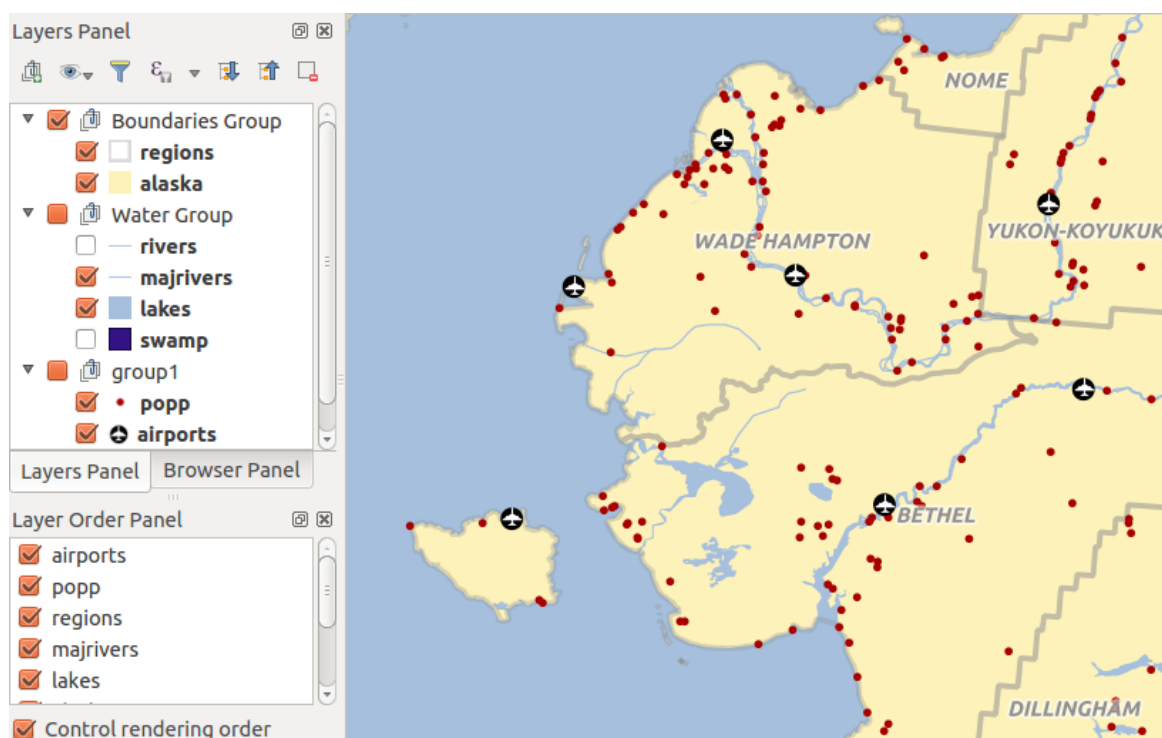 Layers Panel
Boundaries Group
regions
alaska
Water Group
rivers
majrivers
lakes
swamp
group1
popp
airports
Layers Panel
Browser Panel
Layer Order Panel
airports
popp
regions
majrivers
lakes
Control rendering order
NOME
YUKON-KOYUKUK
WADE HAMPTON
BETHEL
DILLINGHAM